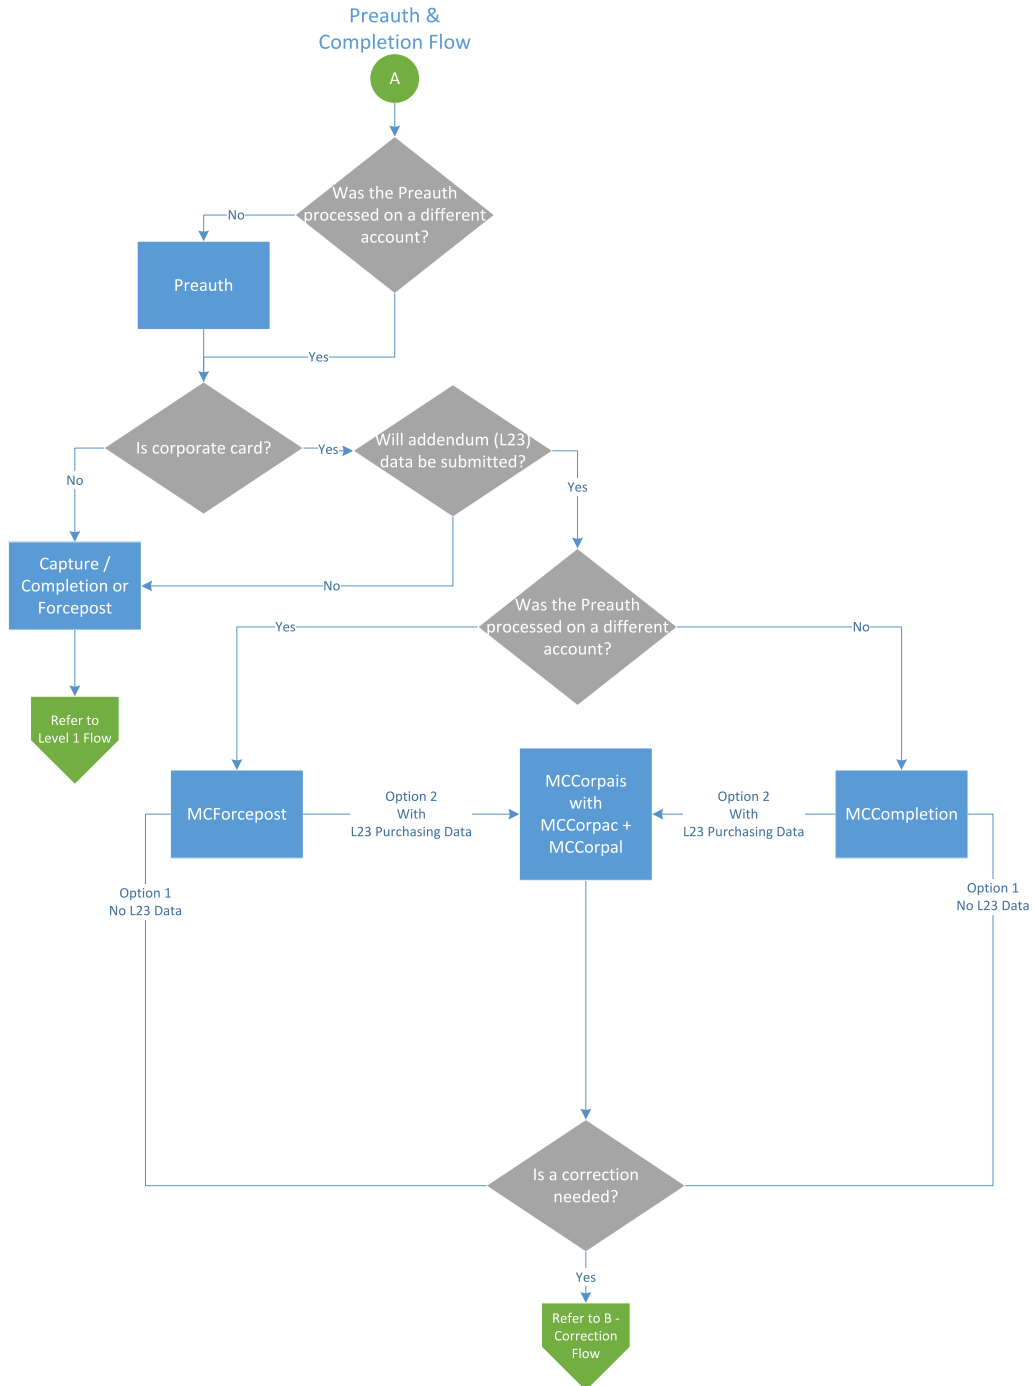 Preauth &
Completion Flow
A
Was the Preauth
processed on a different
account?
No
Preauth
Yes
Is corporate card?
Yes
Will addendum (L23)
data be submitted?
No
Yes
Capture /
Completion or
Forcepost
No
Was the Preauth
processed on a different
account?
Yes
No
Refer to
Level 1 Flow
MCForcepost
Option 2
With
L23 Purchasing Data
MCCorpais
with
MCCorpac +
MCCorpal
Option 2
With
L23 Purchasing Data
MCCompletion
Option 1
No L23 Data
Option 1
No L23 Data
Is a correction
needed?
Yes
Refer to B -
Correction
Flow